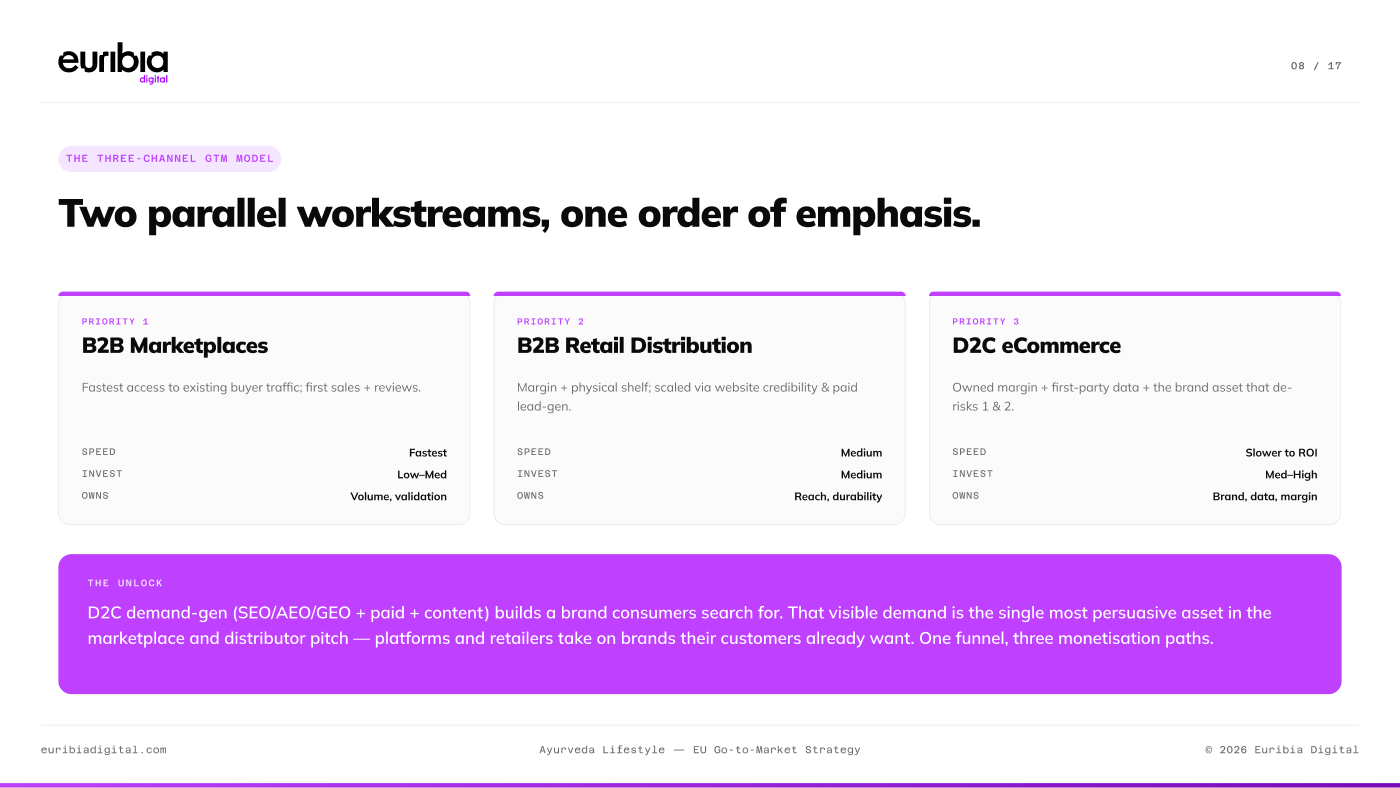 euribia
digital
08 / 17
THE THREE-CHANNEL GTM MODEL
Two parallel workstreams, one order of emphasis.
PRIORITY 1
B2B Marketplaces
Fastest access to existing buyer traffic; first sales + reviews.
SPEED Fastest
INVEST Low–Med
OWNS Volume, validation
PRIORITY 2
B2B Retail Distribution
Margin + physical shelf; scaled via website credibility & paid
lead-gen.
SPEED Medium
INVEST Medium
OWNS Reach, durability
PRIORITY 3
D2C eCommerce
Owned margin + first-party data + the brand asset that de-
risks 1 & 2.
SPEED Slower to ROI
INVEST Med–High
OWNS Brand, data, margin
THE UNLOCK
D2C demand-gen (SEO/AEO/GEO + paid + content) builds a brand consumers search for. That visible demand is the single most persuasive asset in the
marketplace and distributor pitch — platforms and retailers take on brands their customers already want. One funnel, three monetisation paths.
euribiadigital.com
Ayurveda Lifestyle — EU Go-to-Market Strategy
© 2026 Euribia Digital